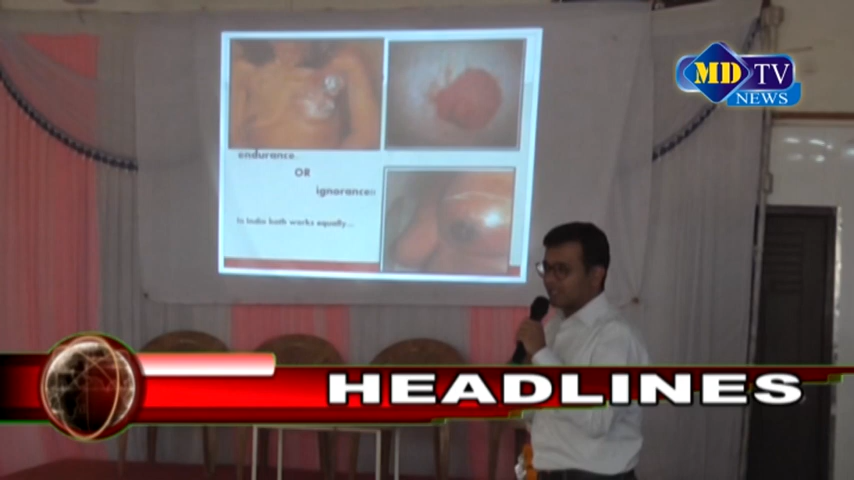 MD TV
NEWS
endurance..
OR
ignorance..
In India both works equally...
HEADLINES